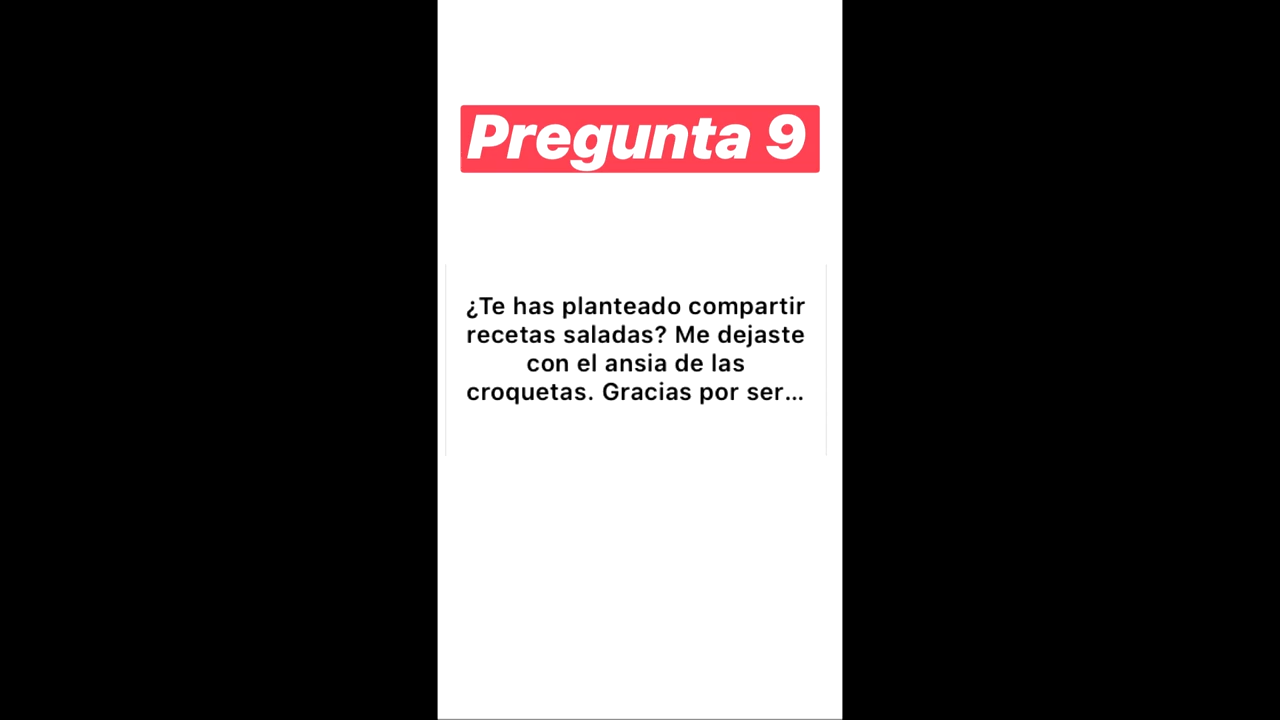 Pregunta 9
¿Te has planteado compartir
recetas saladas? Me dejaste
con el ansia de las
croquetas. Gracias por ser...